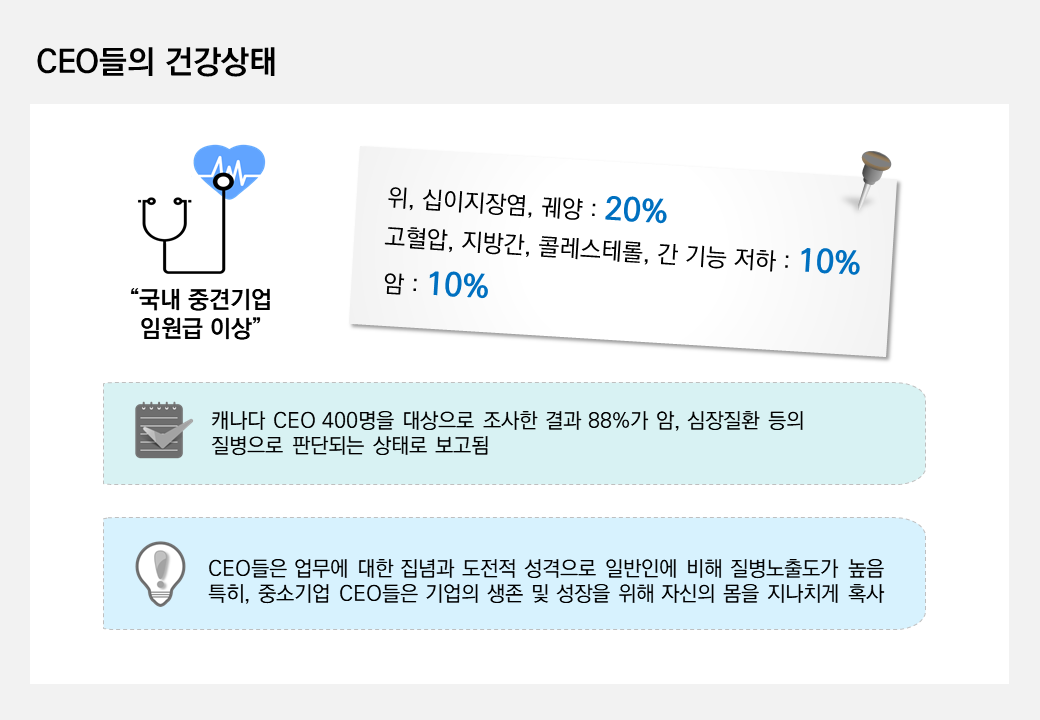 CEO들의 건강상태
위, 십이지장염, 궤양 : 20%
고혈압, 지방간, 콜레스테롤, 간 기능 저하 : 10%
암 : 10%
“국내 중견기업
임원급 이상”
캐나다 CEO 400명을 대상으로 조사한 결과 88%가 암, 심장질환 등의
질병으로 판단되는 상태로 보고됨
CEO들은 업무에 대한 집념과 도전적 성격으로 일반인에 비해 질병노출도가 높음
특히, 중소기업 CEO들은 기업의 생존 및 성장을 위해 자신의 몸을 지나치게 혹사